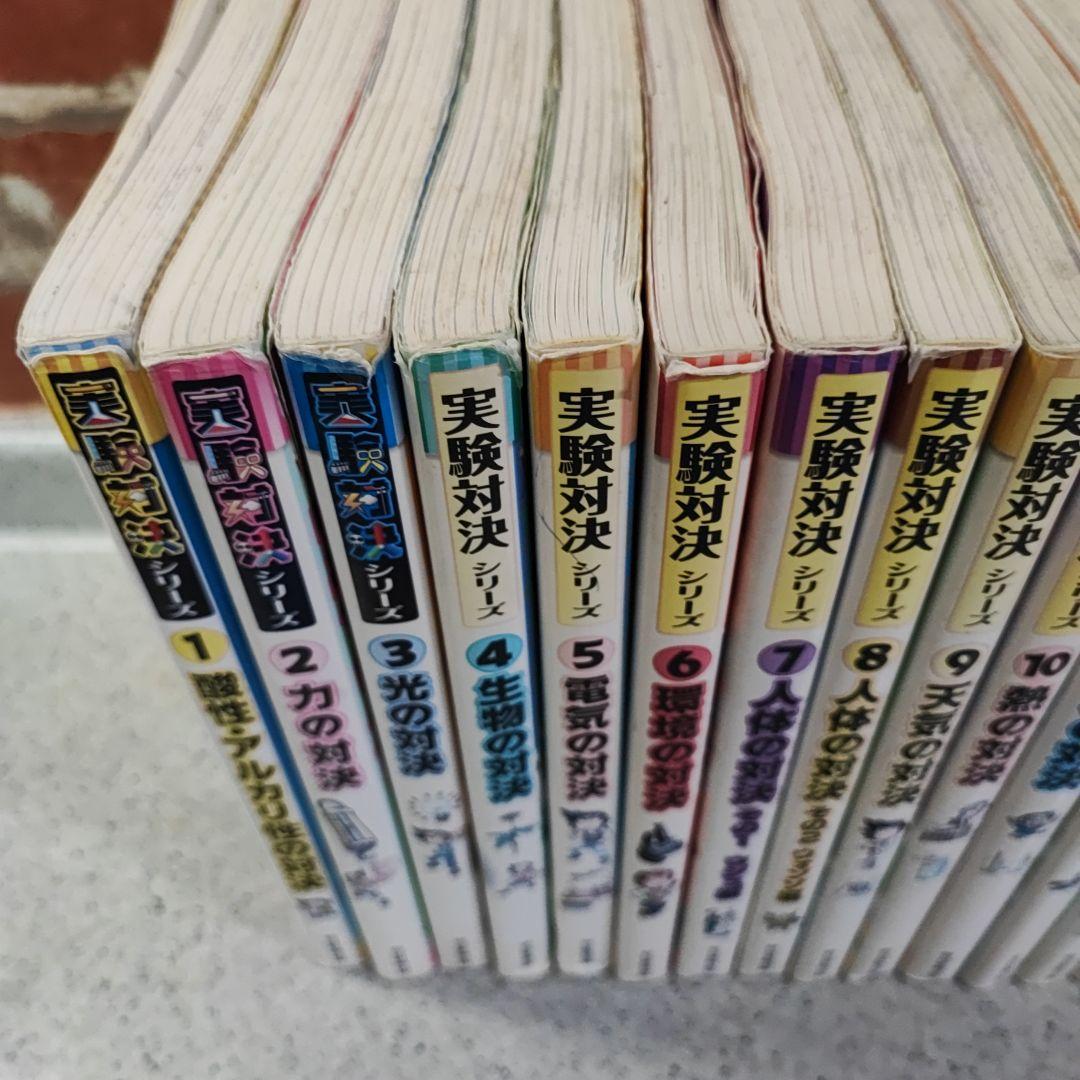 実験対決シリーズ
1
酸性・アルカリ性の対決
実験対決シリーズ
2
力の対決
実験対決シリーズ
3
光の対決
実験対決シリーズ
4
生物の対決
実験対決シリーズ
5
電気の対決
実験対決シリーズ
6
環境の対決
実験対決シリーズ
7
人体の対決
実験対決シリーズ
8
人体の対決
実験対決シリーズ
9
天気の対決
実験対決シリーズ
10
熱の対決
の対決